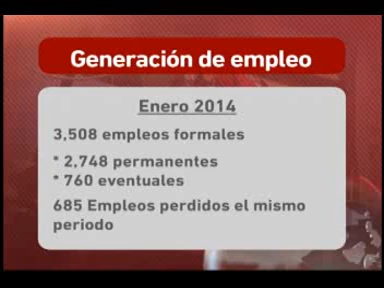 Generación de empleo
Enero 2014
3,508 empleos formales
* 2,748 permanentes
* 760 eventuales
685 Empleos perdidos el mismo
periodo